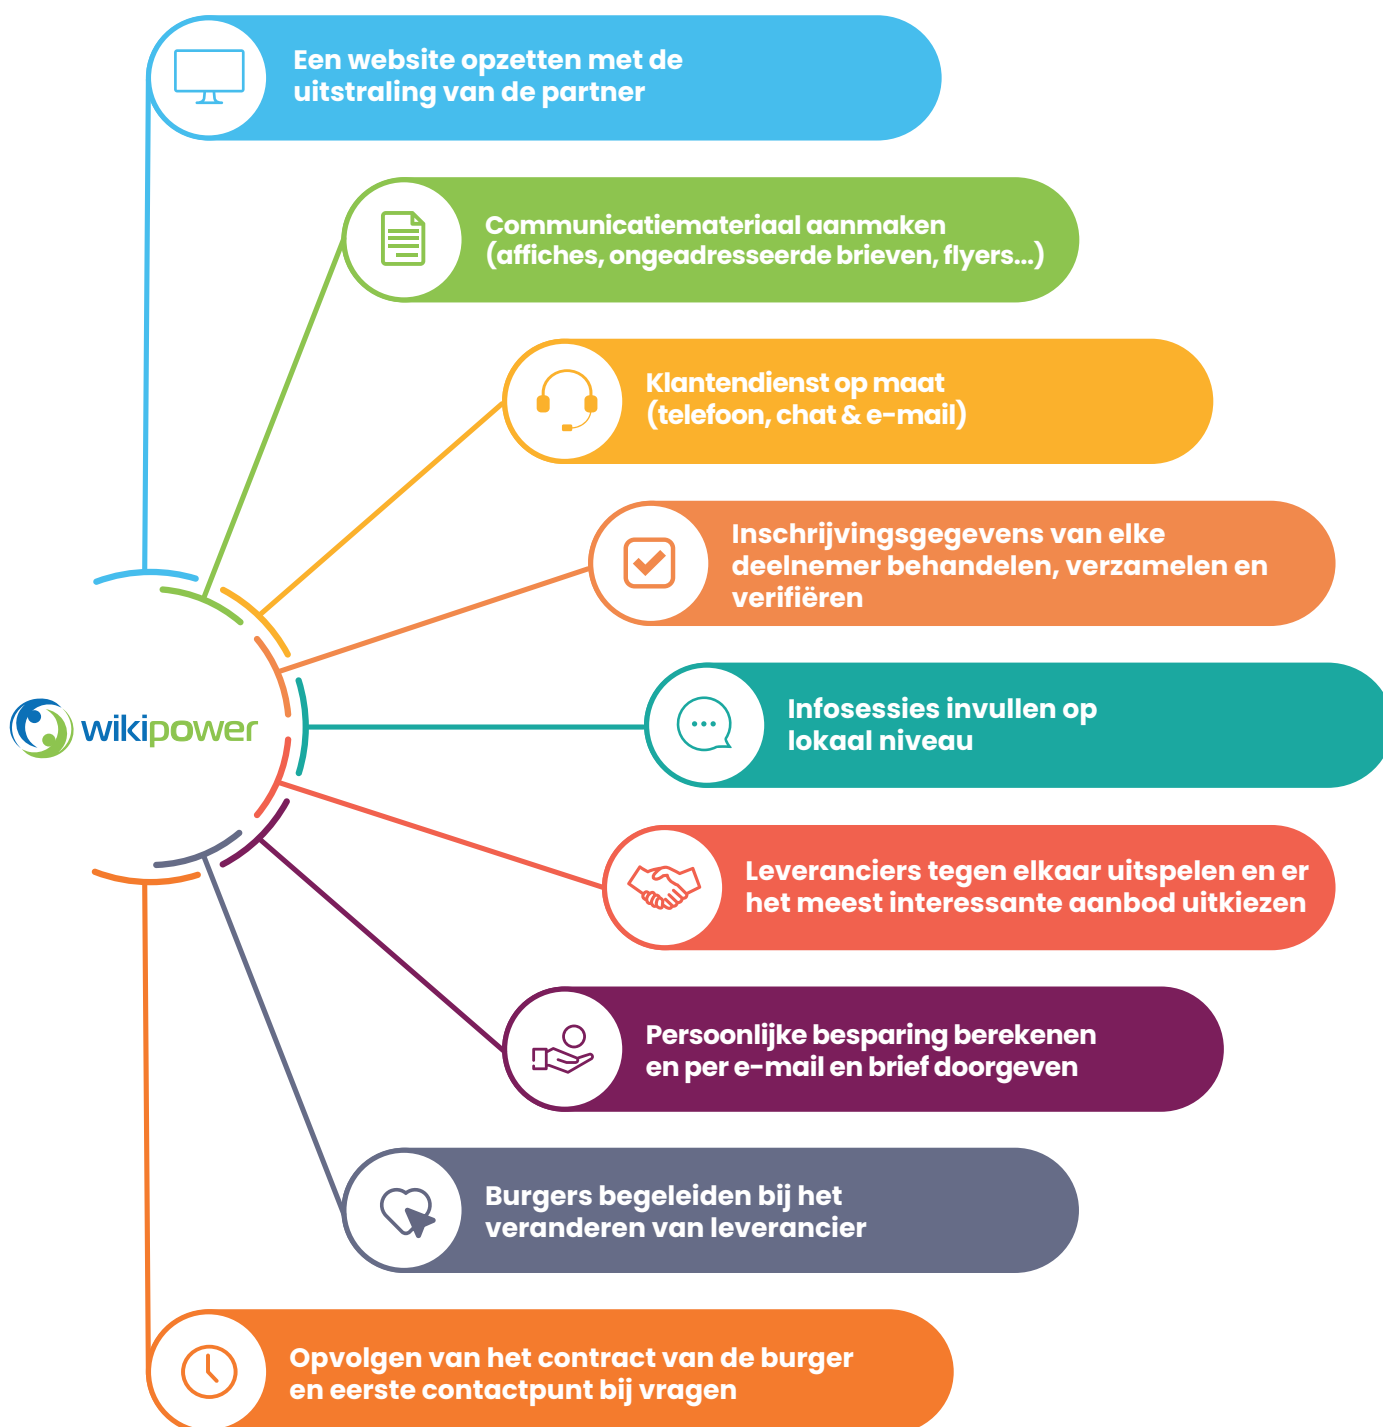 Een website opzetten met de
uitstraling van de partner
Communicatiemateriaal aanmaken
(affiches, ongeadresseerde brieven, flyers...)
Klantendienst op maat
(telefoon, chat & e-mail)
Inschrijvingsgegevens van elke
deelnemer behandelen, verzamelen en
verifiëren
wikipower
Infosessies invullen op
lokaal niveau
Leveranciers tegen elkaar uitspelen en er
het meest interessante aanbod uitkiezen
Persoonlijke besparing berekenen
en per e-mail en brief doorgeven
Burgers begeleiden bij het
veranderen van leverancier
Opvolgen van het contract van de burger
en eerste contactpunt bij vragen